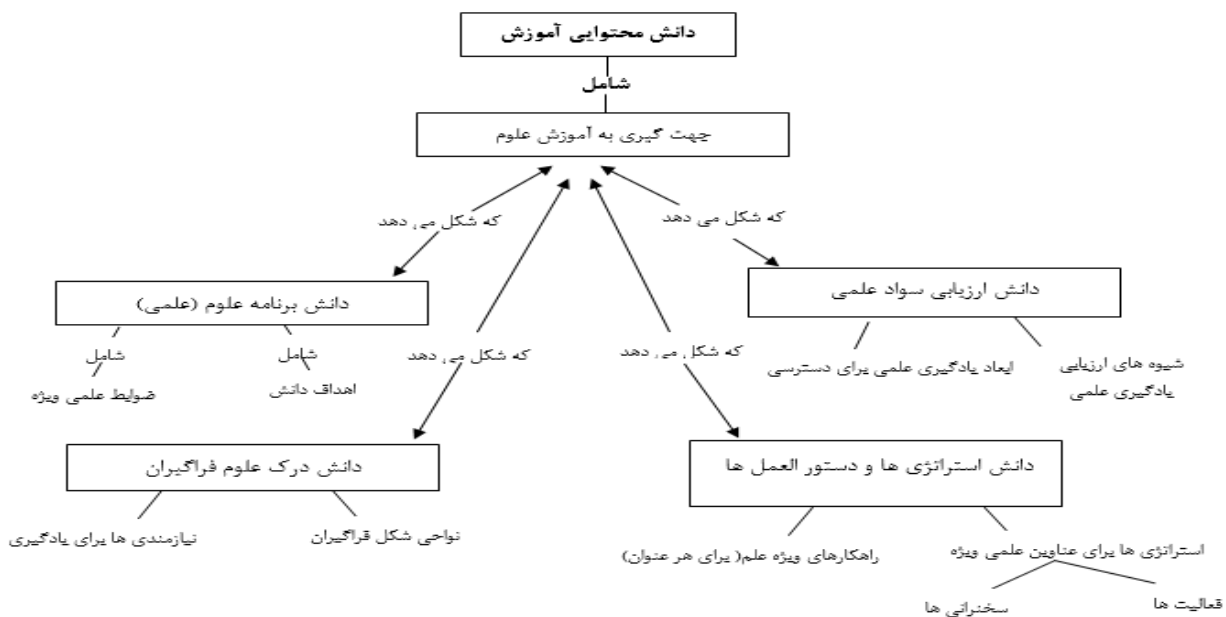 دانش محتوایی آموزش
شامل
جهت گیری به آموزش علوم
که شکل می دهد
که شکل می دهد
دانش ارزیابی سواد علمی
دانش برنامه علوم (علمی)
شامل
شامل
که شکل می دهد
که شکل می دهد
شیوه های ارزیابی
یادگیری علمی
ابعاد یادگیری علمی برای دسترسی
اهداف دانش
ضوابط علمی ویژه
دانش استراتژی ها و دستور العمل ها
دانش درک علوم فراگیران
استراتژی ها برای عناوین علمی ویژه
راهکارهای ویژه علم( برای هر عنوان)
نواحی شکل قراگیران
نیازمندی ها برای یادگیری
قعالیت ها
سخنرانی ها